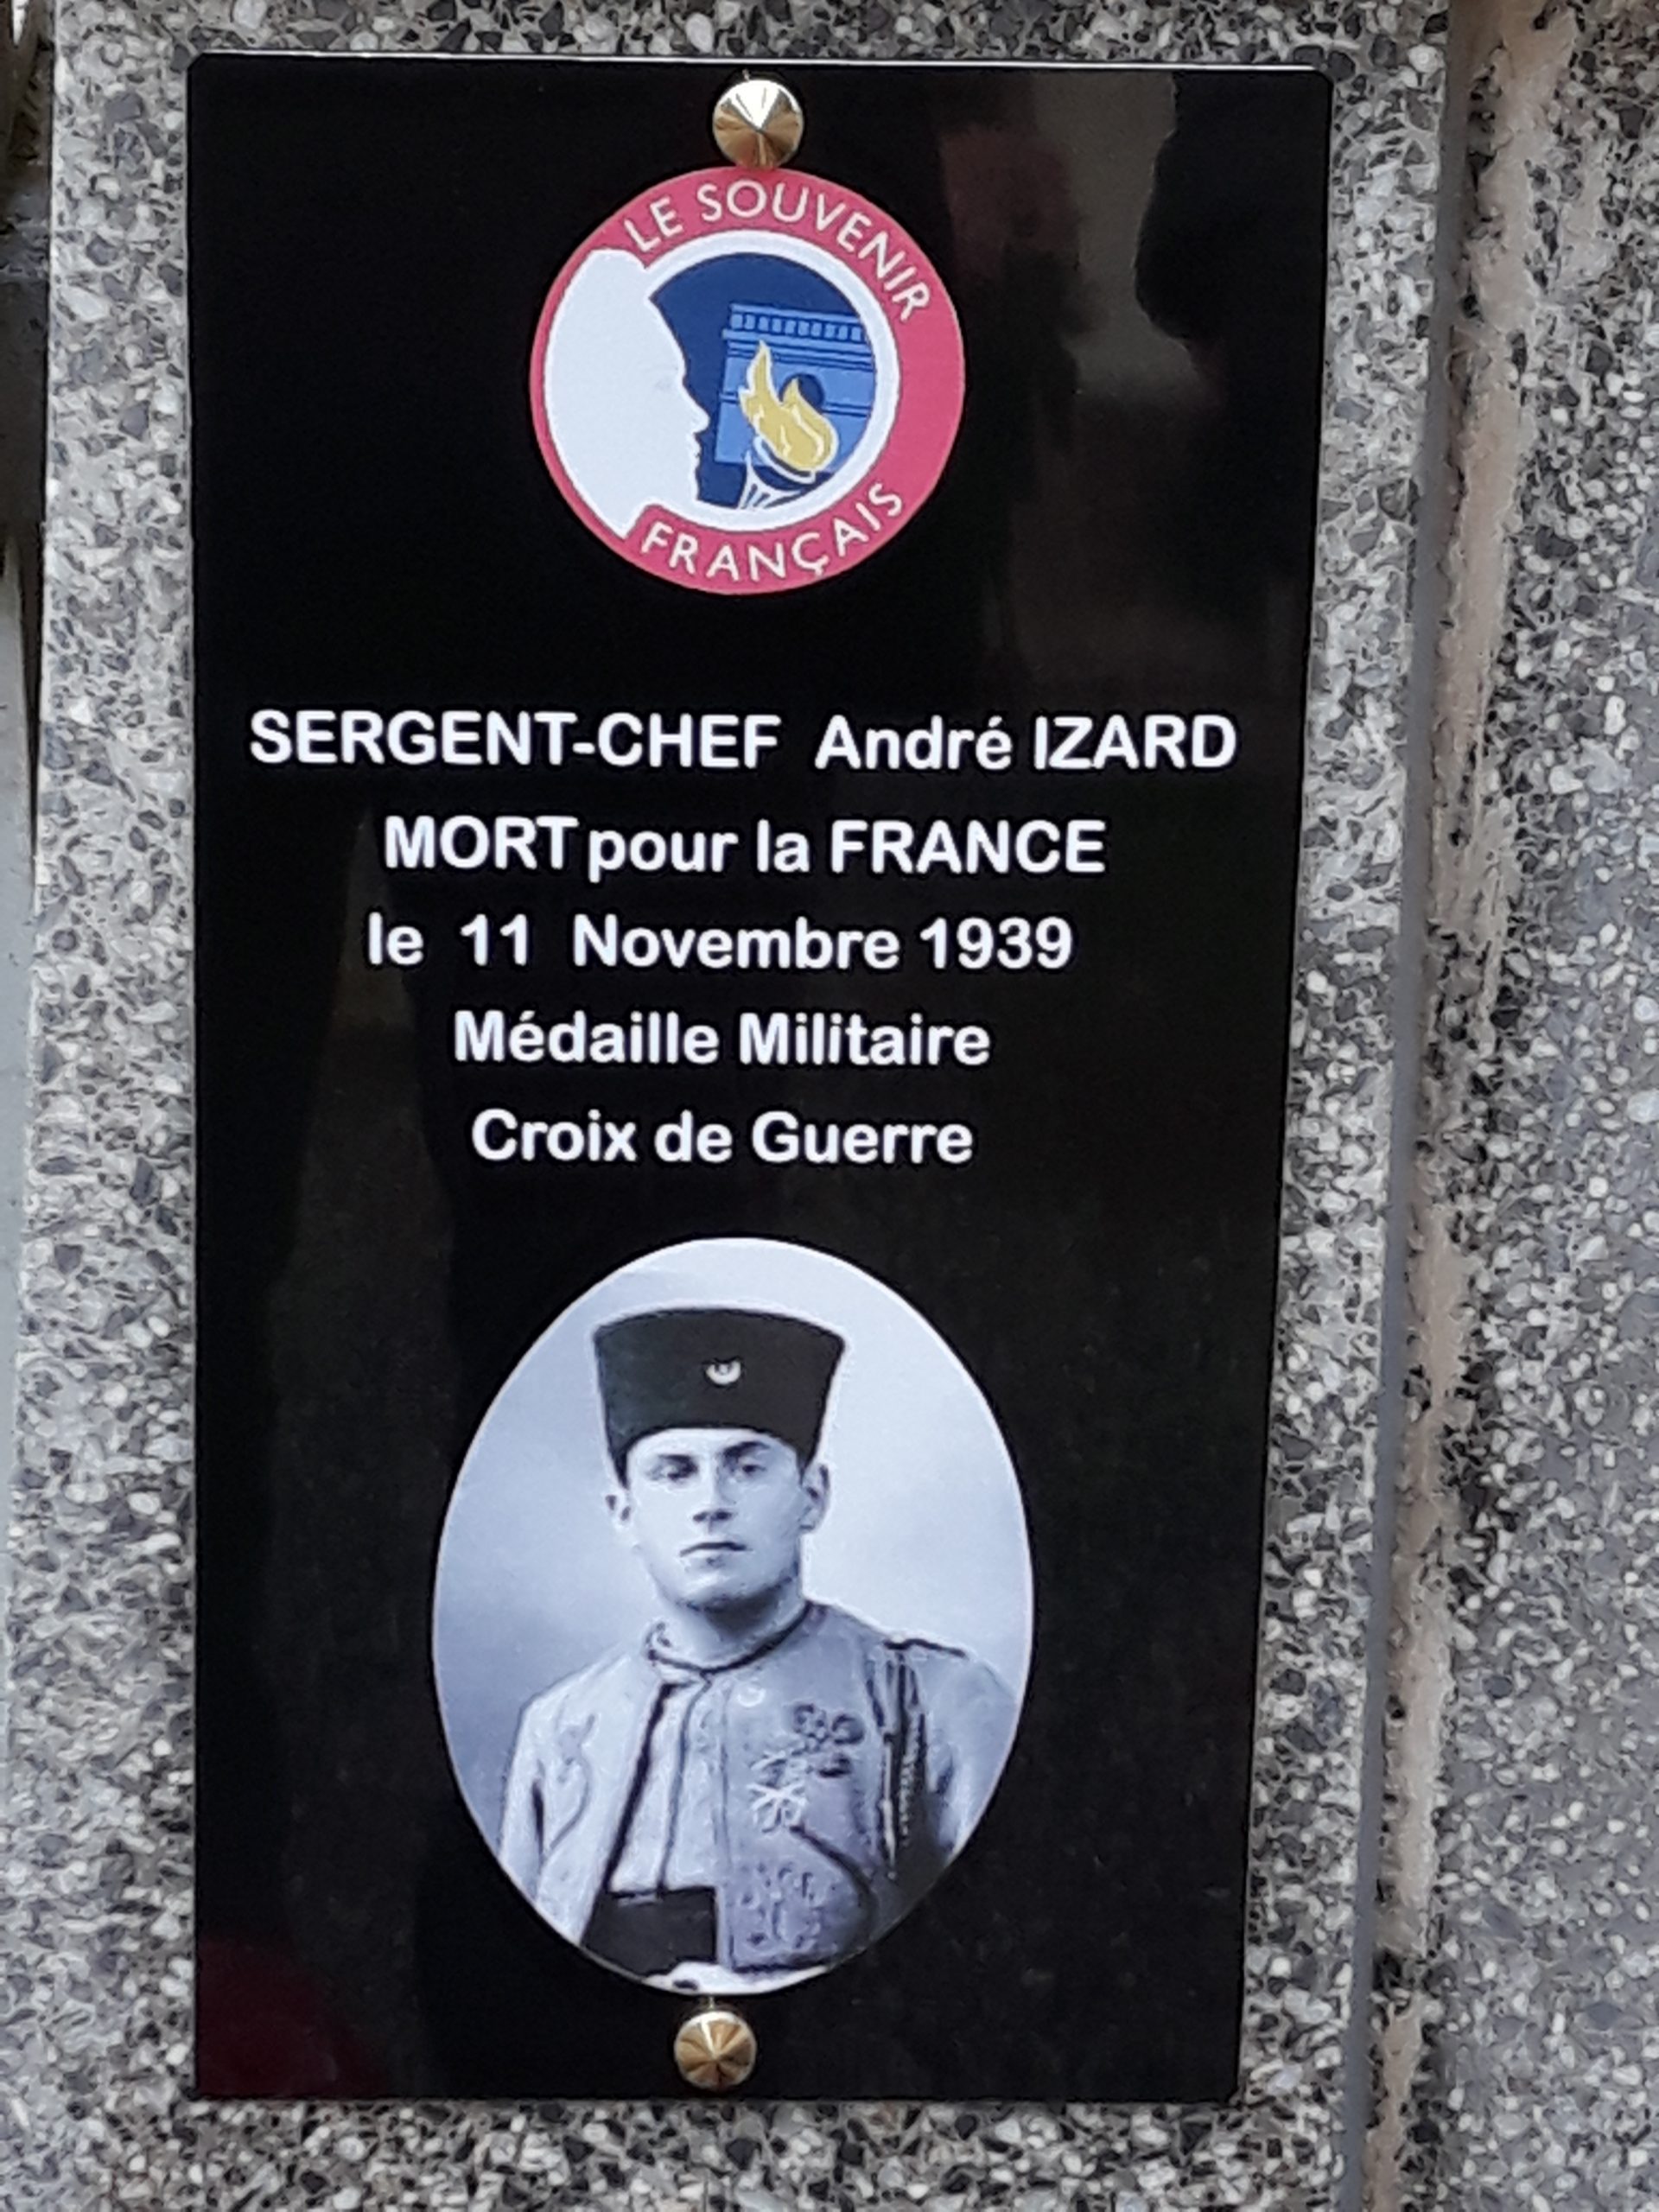 LE SOUVENIR
FRANÇAIS
SERGENT-CHEF André IZARD
MORT pour la FRANCE
le 11 Novembre 1939
Médaille Militaire
Croix de Guerre